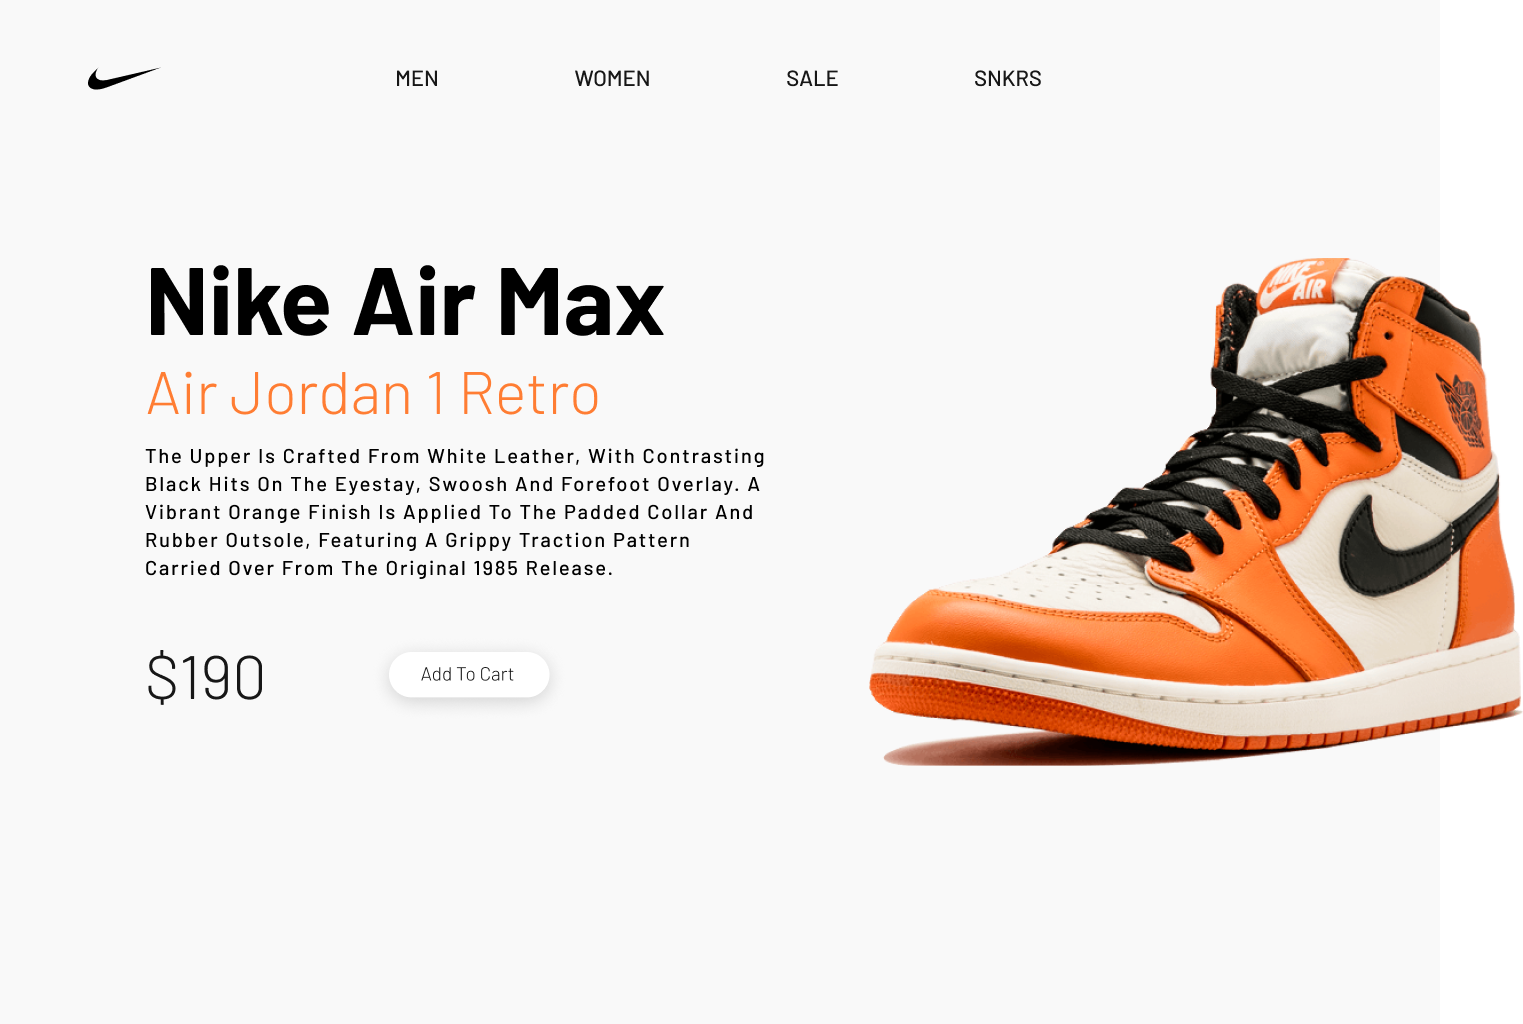 MEN WOMEN SALE SNKRS
Nike Air Max
Air Jordan 1 Retro
The Upper Is Crafted From White Leather, With Contrasting
Black Hits On The Eyestay, Swoosh And Forefoot Overlay. A
Vibrant Orange Finish Is Applied To The Padded Collar And
Rubber Outsole, Featuring A Grippy Traction Pattern
Carried Over From The Original 1985 Release.
$190 Add To Cart
NIKE®
AIR